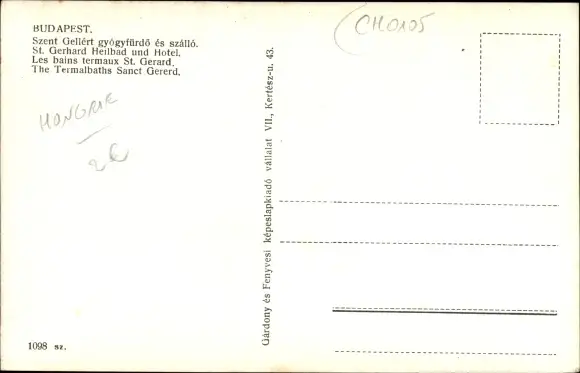 BUDAPEST.
Szent Gellért gyógyfürdő és szálló.
St. Gerhard Heilbad und Hotel.
Les bains termaux St. Gerard.
The Termalbaths Sanct Gererd.
CH0105
HONGRIE
2€
Gárdony és Fenyvesi képeslapkiadó vállalat VII., Kertész-u. 43.
1098 sz.